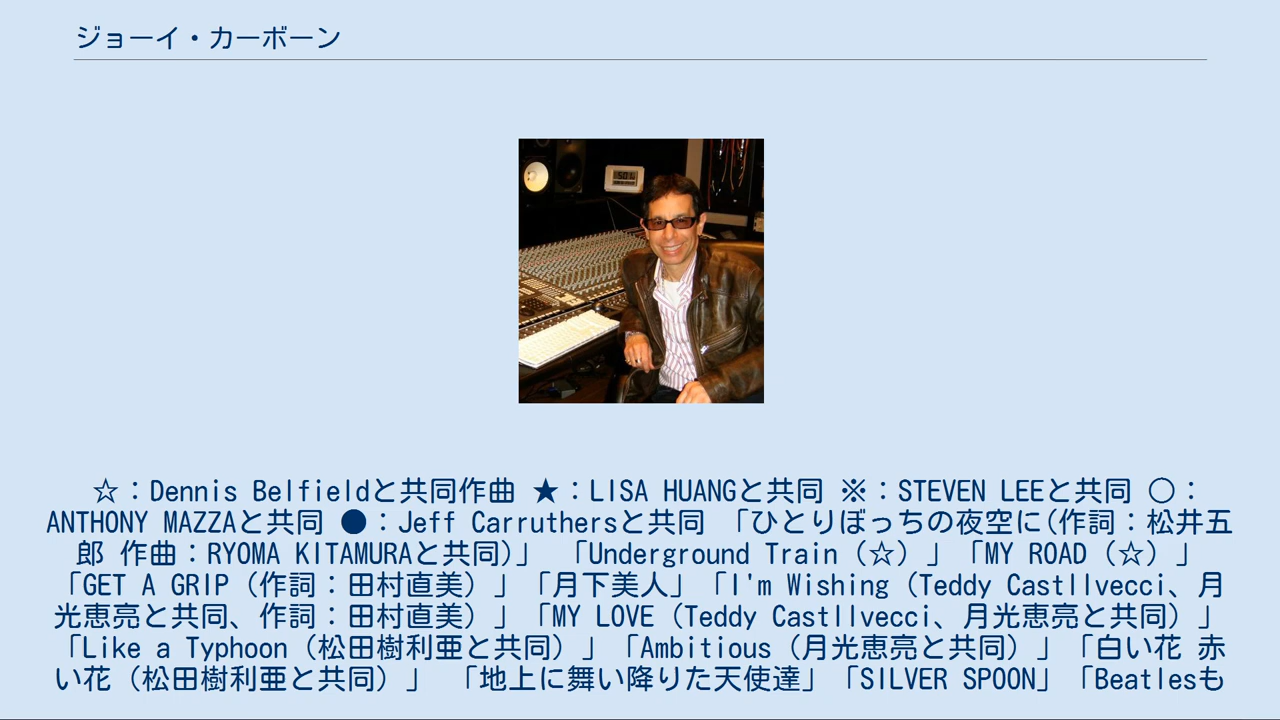 ジョーイ・カーボーン
☆：Dennis Belfieldと共同作曲 ★：LISA HUANGと共同 ※：STEVEN LEEと共同 ○：
ANTHONY MAZZAと共同 ●：Jeff Carruthersと共同 「ひとりぼっちの夜空に(作詞：松井五
郎 作曲：RYOMA KITAMURAと共同)」 「Underground Train（☆）」「MY ROAD（☆）」
「GET A GRIP（作詞：田村直美）」「月下美人」「I'm Wishing（Teddy Castllvecci、月
光恵亮と共同、作詞：田村直美）」「MY LOVE（Teddy Castllvecci、月光恵亮と共同）」
「Like a Typhoon（松田樹利亜と共同）」「Ambitious（月光恵亮と共同）」「白い花 赤
い花（松田樹利亜と共同）」 「地上に舞い降りた天使達」「SILVER SPOON」「Beatlesも